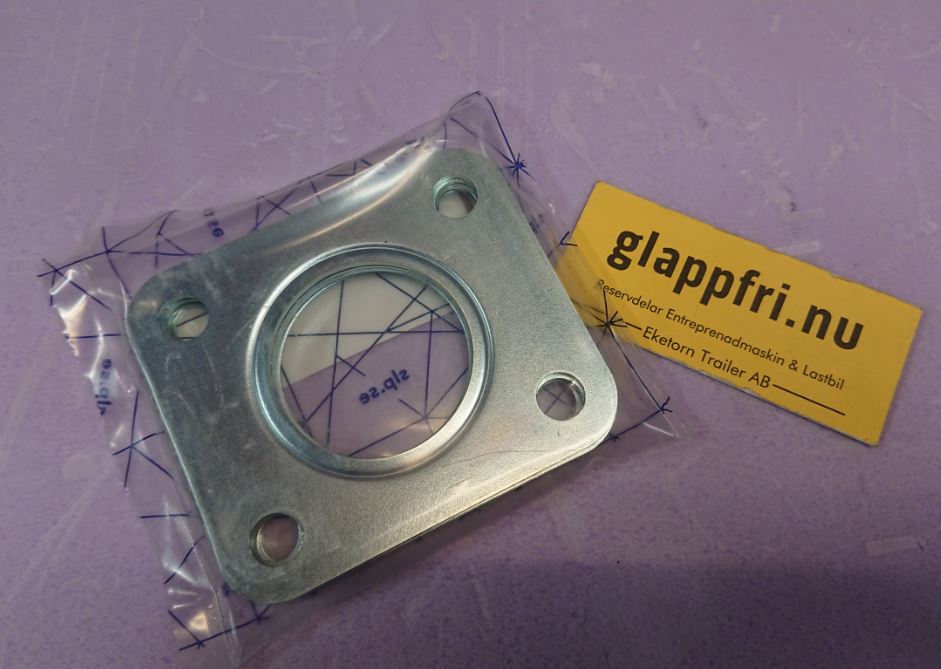 glappfri.nu
Reservdelar Entreprenadmaskin & Lastbil
Eketorn Trailer AB
slp.se